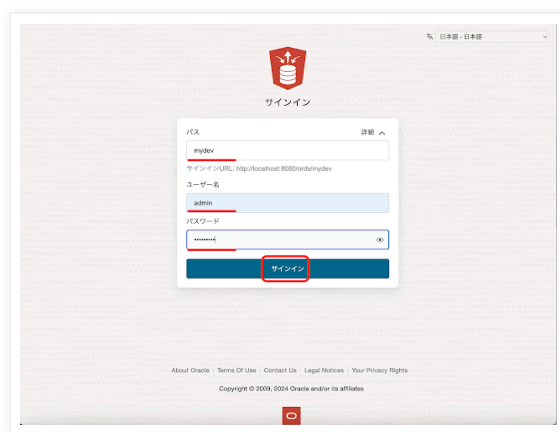 日本語 - 日本語
サインイン
パス
詳細
mydev
サインインURL: http://localhost:8080/ords/mydev
ユーザー名
admin
パスワード
サインイン
About Oracle | Terms Of Use | Contact Us | Legal Notices | Your Privacy Rights
Copyright © 2009, 2024 Oracle and/or its affiliates